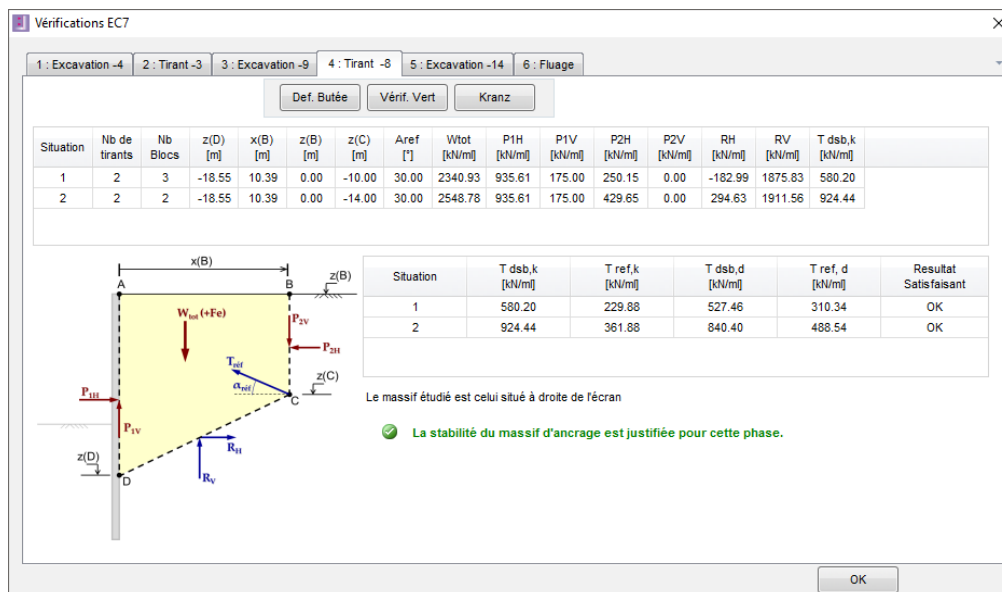 Vérifications EC7
1 : Excavation -4 2 : Tirant -3 3 : Excavation -9 4 : Tirant -8 5 : Excavation -14 6 : Fluage
Def. Butée Vérif. Vert Kranz
Situation Nb de tirants Nb Blocs z(D) [m] x(B) [m] z(B) [m] z(C) [m] Aref [°] Wtot [kN/ml] P1H [kN/ml] P1V [kN/ml] P2H [kN/ml] P2V [kN/ml] RH [kN/ml] RV [kN/ml] T dsb,k [kN/ml]
1 2 3 -18.55 10.39 0.00 -10.00 30.00 2340.93 935.61 175.00 250.15 0.00 -182.99 1875.83 580.20
2 2 2 -18.55 10.39 0.00 -14.00 30.00 2548.78 935.61 175.00 429.65 0.00 294.63 1911.56 924.44
x(B)
A B z(B)
Wtot (+Fe)
P2V
P2H
Tréf
αréf
z(C)
C
P1H
P1V
RH
z(D)
D
RV
Situation T dsb,k [kN/ml] T ref,k [kN/ml] T dsb,d [kN/ml] T ref, d [kN/ml] Resultat Satisfaisant
1 580.20 229.88 527.46 310.34 OK
2 924.44 361.88 840.40 488.54 OK
Le massif étudié est celui situé à droite de l'écran
La stabilité du massif d'ancrage est justifiée pour cette phase.
OK